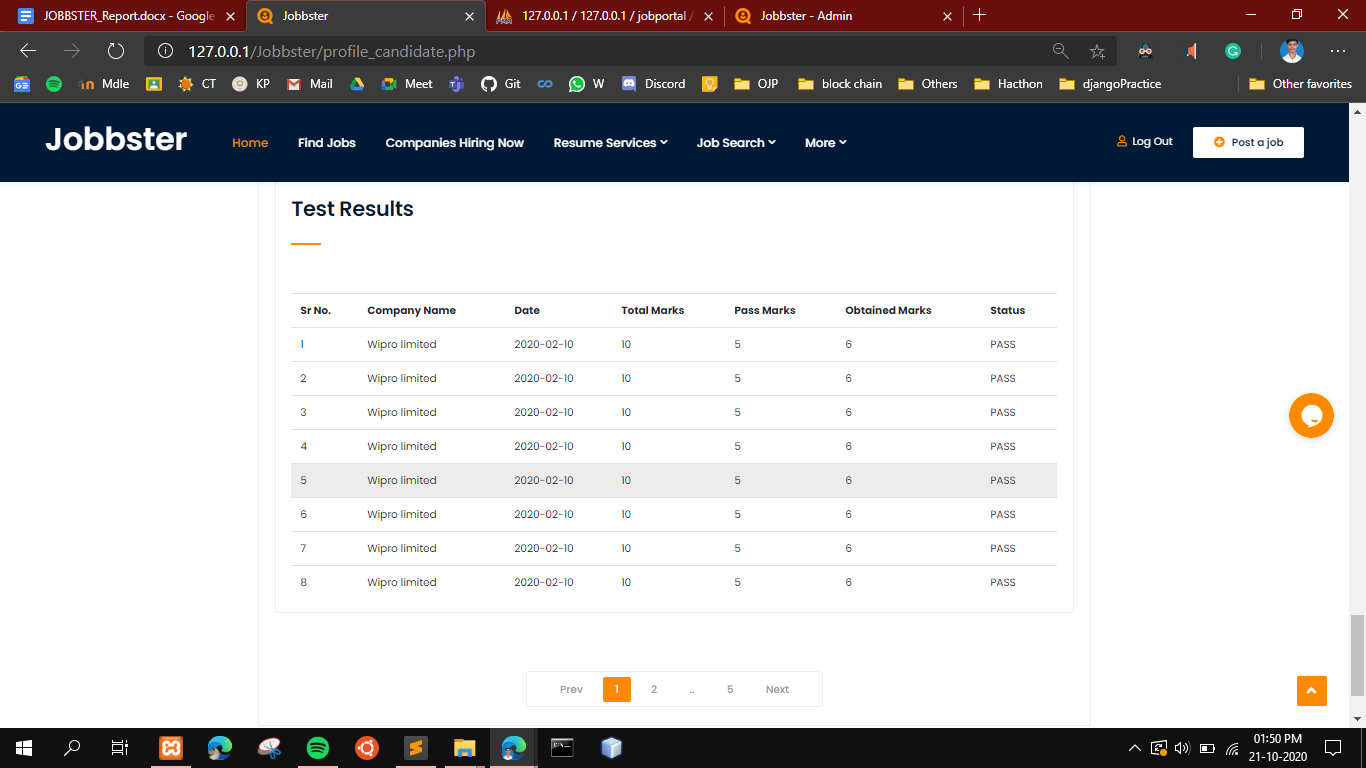 JOBBSTER_Report.docx - Google
Jobbster
127.0.0.1 / 127.0.0.1 / jobportal /
Jobbster - Admin
127.0.0.1/Jobbster/profile_candidate.php
Mdle CT KP Mail Meet Git W Discord OJP block chain Others Hacthon djangoPractice Other favorites
Jobbster Home Find Jobs Companies Hiring Now Resume Services Job Search More Log Out Post a job
Test Results
Sr No. Company Name Date Total Marks Pass Marks Obtained Marks Status
1 Wipro limited 2020-02-10 10 5 6 PASS
2 Wipro limited 2020-02-10 10 5 6 PASS
3 Wipro limited 2020-02-10 10 5 6 PASS
4 Wipro limited 2020-02-10 10 5 6 PASS
5 Wipro limited 2020-02-10 10 5 6 PASS
6 Wipro limited 2020-02-10 10 5 6 PASS
7 Wipro limited 2020-02-10 10 5 6 PASS
8 Wipro limited 2020-02-10 10 5 6 PASS
Prev 1 2 .. 5 Next
01:50 PM
21-10-2020